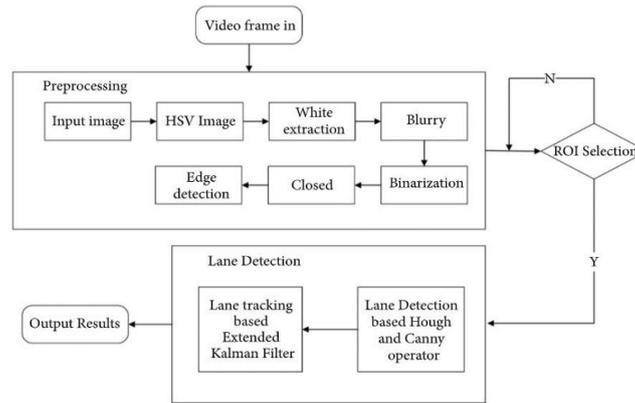 Video frame in
Preprocessing
Input image
HSV Image
White
extraction
Blurry
Edge
detection
Closed
Binarization
N
ROI Selection
Y
Lane Detection
Output Results
Lane tracking
based
Extended
Kalman Filter
Lane Detection
based Hough
and Canny
operator